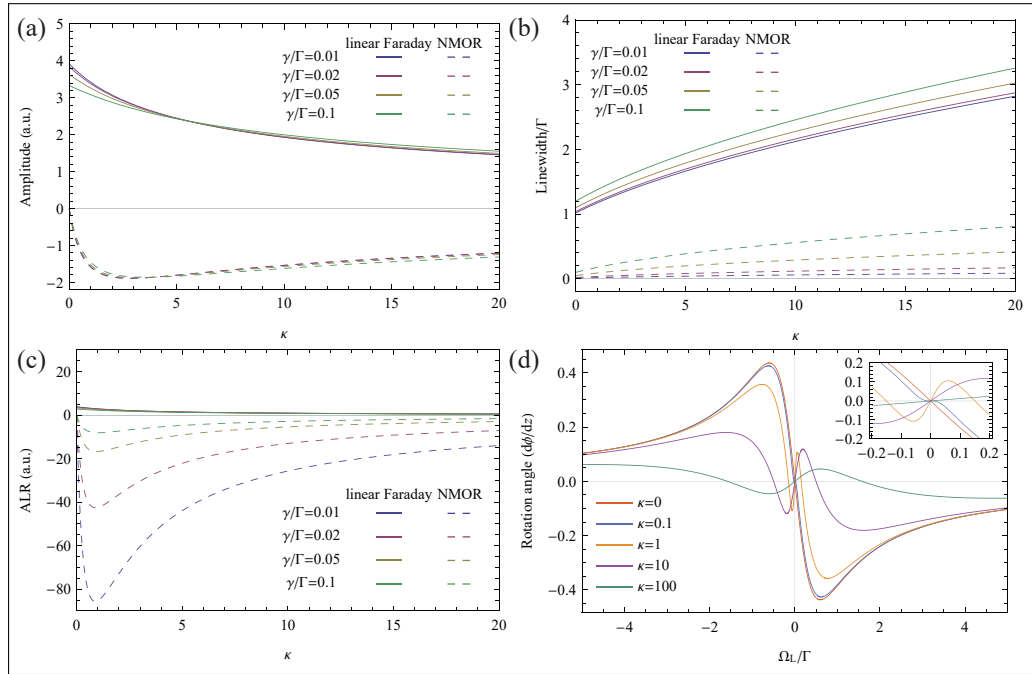 (a)
linear Faraday NMOR
γ/Γ=0.01
γ/Γ=0.02
γ/Γ=0.05
γ/Γ=0.1
Amplitude (a.u.)
5
4
3
2
1
0
−1
−2
0 5 10 15 20
κ
(b)
linear Faraday NMOR
γ/Γ=0.01
γ/Γ=0.02
γ/Γ=0.05
γ/Γ=0.1
Linewidth/Γ
4
3
2
1
0
0 5 10 15 20
κ
(c)
ALR (a.u.)
20
0
−20
−40
−60
−80
linear Faraday NMOR
γ/Γ=0.01
γ/Γ=0.02
γ/Γ=0.05
γ/Γ=0.1
0 5 10 15 20
κ
(d)
Rotation angle (dϕ/dz)
0.4
0.2
0.0
−0.2
−0.4
0.2
0.1
0.0
−0.1
−0.2
−0.2 −0.1 0 0.1 0.2
κ=0
κ=0.1
κ=1
κ=10
κ=100
−4 −2 0 2 4
Ω_L/Γ